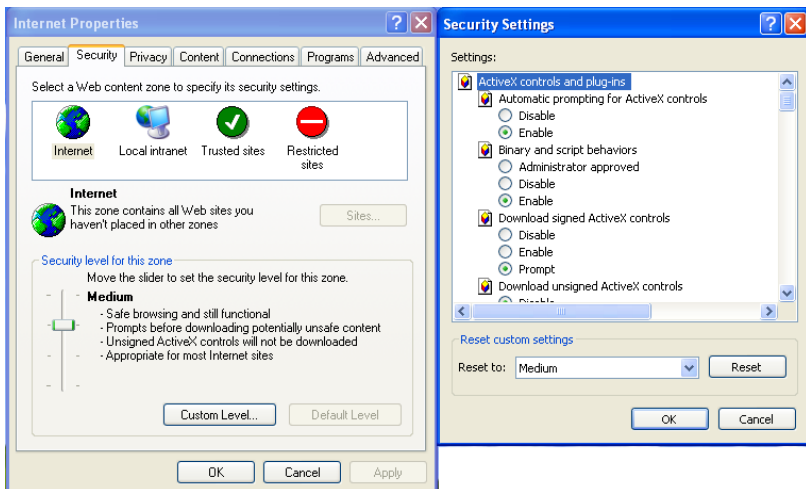 Internet Properties
General Security Privacy Content Connections Programs Advanced
Select a Web content zone to specify its security settings.
Internet Local intranet Trusted sites Restricted
sites
Internet
This zone contains all Web sites you
haven't placed in other zones
Sites...
Security level for this zone
Move the slider to set the security level for this zone.
Medium
- Safe browsing and still functional
- Prompts before downloading potentially unsafe content
- Unsigned ActiveX controls will not be downloaded
- Appropriate for most Internet sites
Custom Level... Default Level
OK Cancel Apply
Security Settings
Settings:
ActiveX controls and plug-ins
Automatic prompting for ActiveX controls
Disable
Enable
Binary and script behaviors
Administrator approved
Disable
Enable
Download signed ActiveX controls
Disable
Enable
Prompt
Download unsigned ActiveX controls
Disable
Reset custom settings
Reset to: Medium Reset
OK Cancel